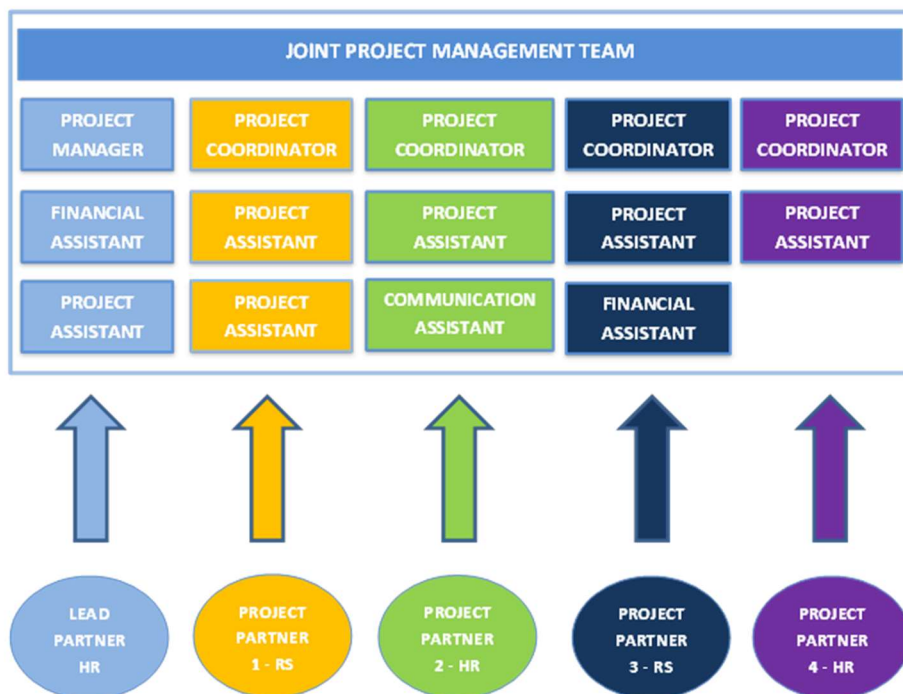 JOINT PROJECT MANAGEMENT TEAM
PROJECT
MANAGER
PROJECT
COORDINATOR
PROJECT
COORDINATOR
PROJECT
COORDINATOR
PROJECT
COORDINATOR
FINANCIAL
ASSISTANT
PROJECT
ASSISTANT
PROJECT
ASSISTANT
PROJECT
ASSISTANT
PROJECT
ASSISTANT
PROJECT
ASSISTANT
PROJECT
ASSISTANT
COMMUNICATION
ASSISTANT
FINANCIAL
ASSISTANT
LEAD
PARTNER
HR
PROJECT
PARTNER
1 - RS
PROJECT
PARTNER
2 - HR
PROJECT
PARTNER
3 - RS
PROJECT
PARTNER
4 - HR